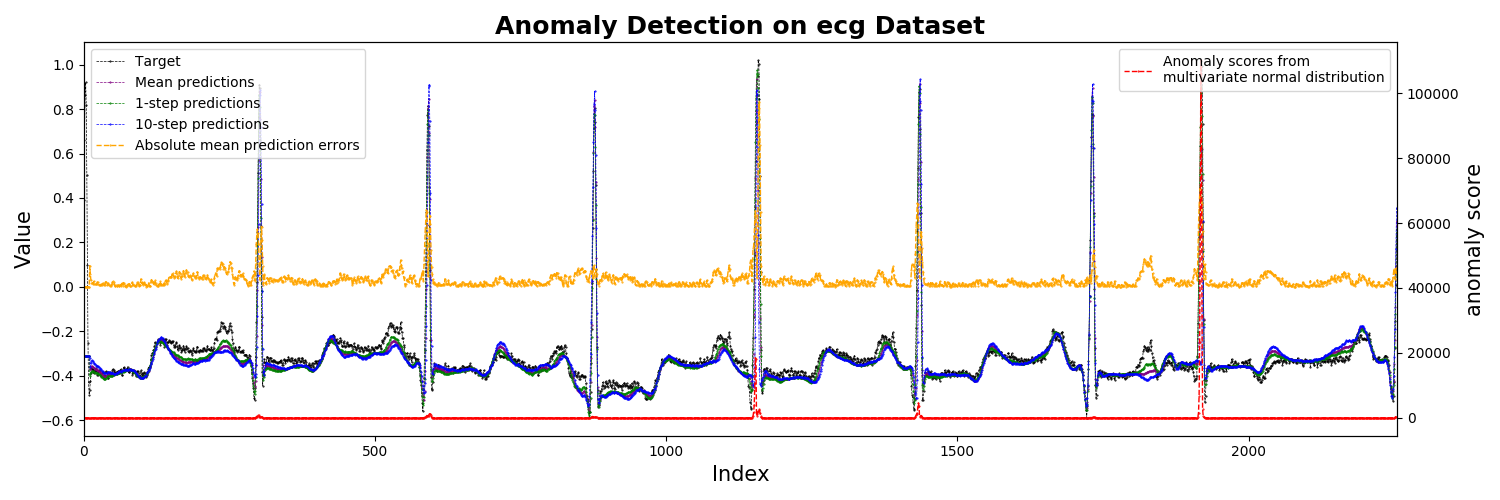 Anomaly Detection on ecg Dataset
Target
Mean predictions
1-step predictions
10-step predictions
Absolute mean prediction errors
Anomaly scores from
multivariate normal distribution
Value
1.0
0.8
0.6
0.4
0.2
0.0
−0.2
−0.4
−0.6
100000
80000
60000
40000
20000
0
anomaly score
0
500
1000
1500
2000
Index